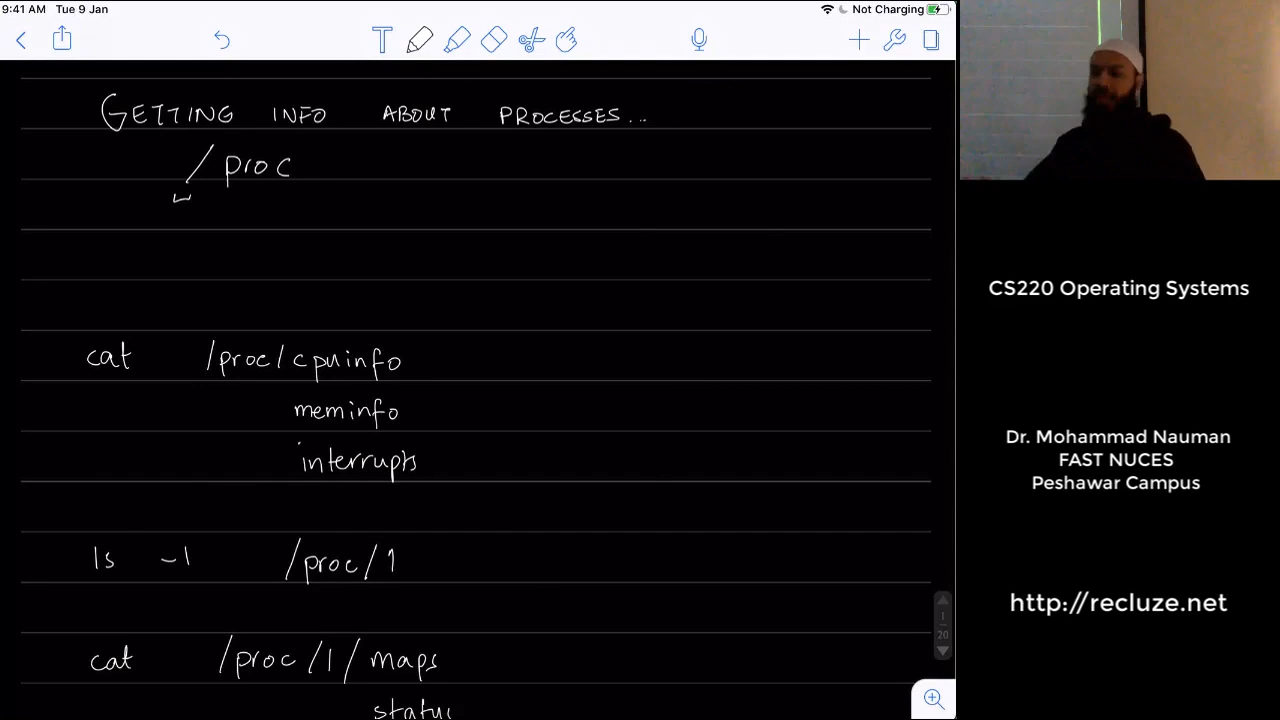 9:41 AM Tue 9 Jan
Not Charging
GETTING INFO ABOUT PROCESSES...
/proc
cat /proc/cpuinfo
meminfo
interrupts
ls -l /proc/1
cat /proc/1/maps
status
1
20
CS220 Operating Systems
Dr. Mohammad Nauman
FAST NUCES
Peshawar Campus
http://recluze.net